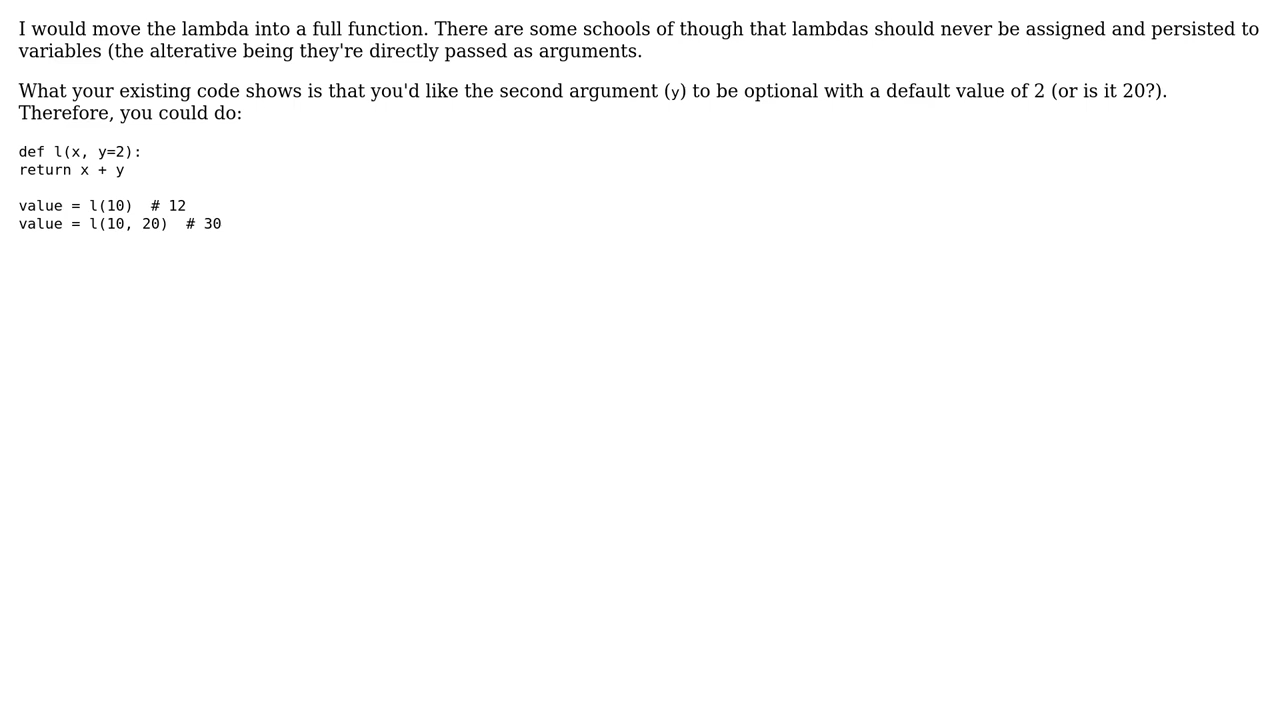 I would move the lambda into a full function. There are some schools of though that lambdas should never be assigned and persisted to
variables (the alterative being they're directly passed as arguments.
What your existing code shows is that you'd like the second argument (y) to be optional with a default value of 2 (or is it 20?).
Therefore, you could do:
def l(x, y=2):
return x + y
value = l(10)  # 12
value = l(10, 20)  # 30